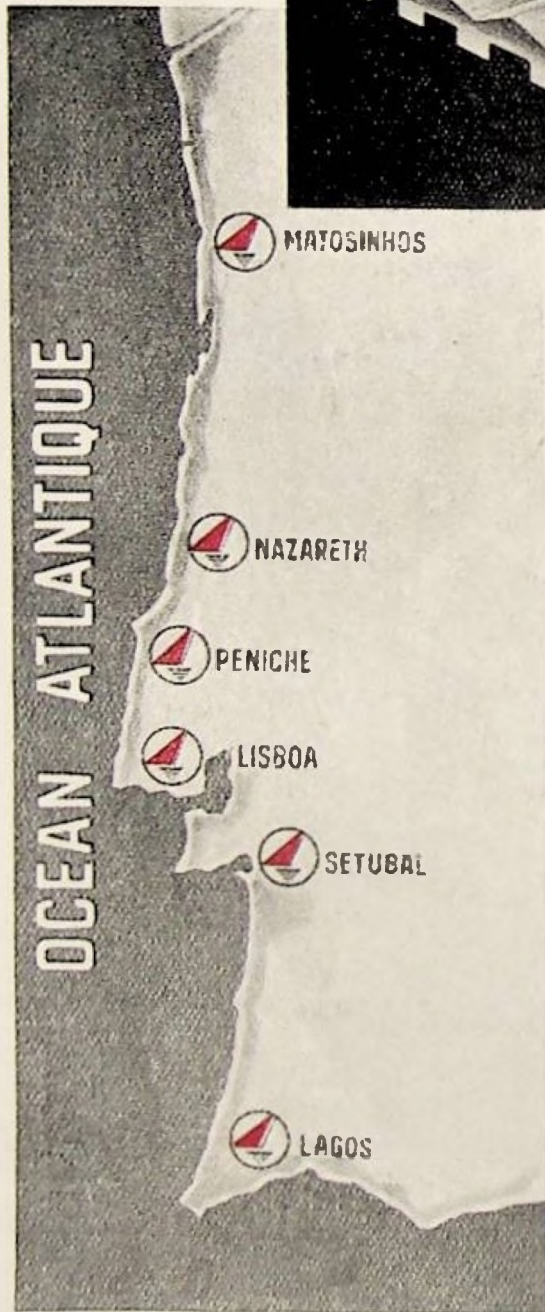 MATOSINHOS
OCEAN ATLANTIQUE
NAZARETH
PENICHE
LISBOA
SETUBAL
LAGOS